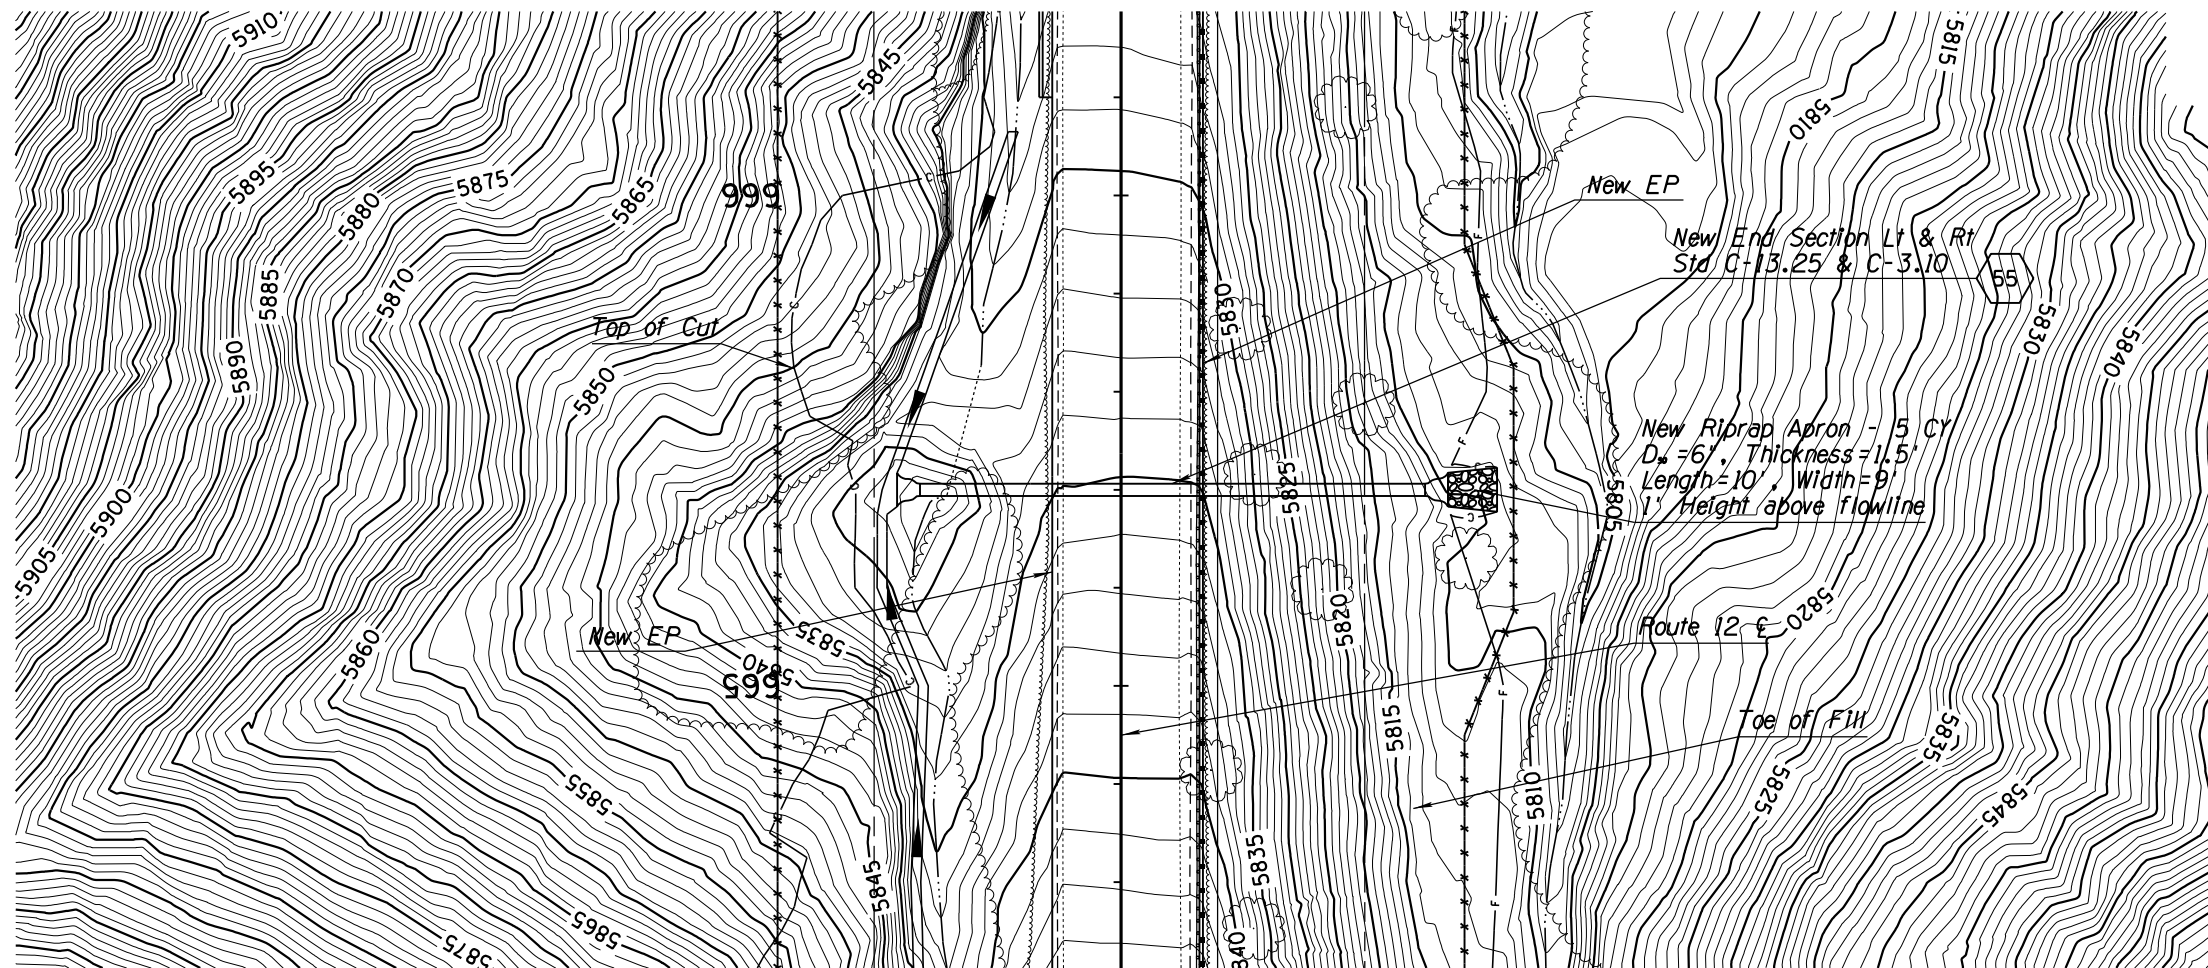 5910
5845
5815
5810
5895
5875
5880
5865
666
New EP
New End Section Lt & Rt
Std C-13.25 & C-3.10
55
5885
5870
5830
5830
5840
Top of Cut
5890
5850
New Riprap Apron - 5 CY
D50=6", Thickness=1.5'
Length=10', Width=9'
1' Height above flowline
5825
5805
5900
5905
5820
5820
Route 12 ℄
New EP
5835
5860
5840
665
5815
Toe of Fill
5835
5855
5810
5825
5845
5845
5835
5865
5875
840
C
C
C
C
F
F
F
F
F
F